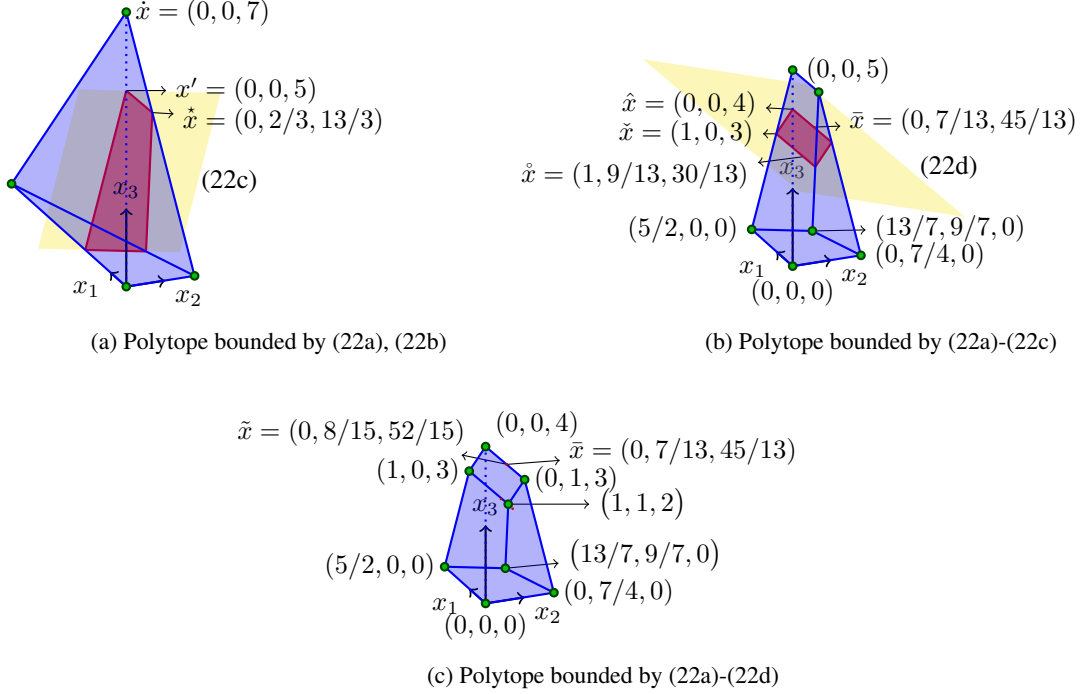 ẋ = (0, 0, 7)
x′ = (0, 0, 5)
x⃰ = (0, 2/3, 13/3)
(22c)
x₃
x₁
x₂
(a) Polytope bounded by (22a), (22b)
(0, 0, 5)
x̂ = (0, 0, 4)
x̄ = (0, 7/13, 45/13)
x̌ = (1, 0, 3)
(22d)
x̊ = (1, 9/13, 30/13)
x₃
(5/2, 0, 0)
(13/7, 9/7, 0)
x₁
x₂
(0, 7/4, 0)
(0, 0, 0)
(b) Polytope bounded by (22a)-(22c)
x̃ = (0, 8/15, 52/15)
(0, 0, 4)
x̄ = (0, 7/13, 45/13)
(1, 0, 3)
(0, 1, 3)
x₃
(1, 1, 2)
(5/2, 0, 0)
(13/7, 9/7, 0)
x₁
x₂
(0, 7/4, 0)
(0, 0, 0)
(c) Polytope bounded by (22a)-(22d)